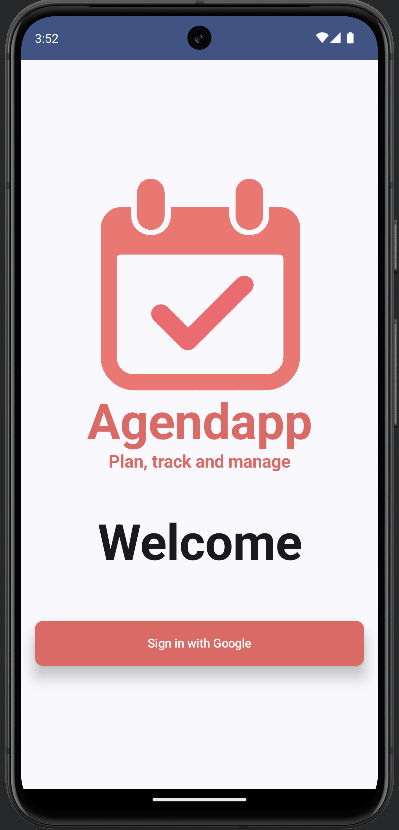 3:52
Agendapp
Plan, track and manage
Welcome
Sign in with Google